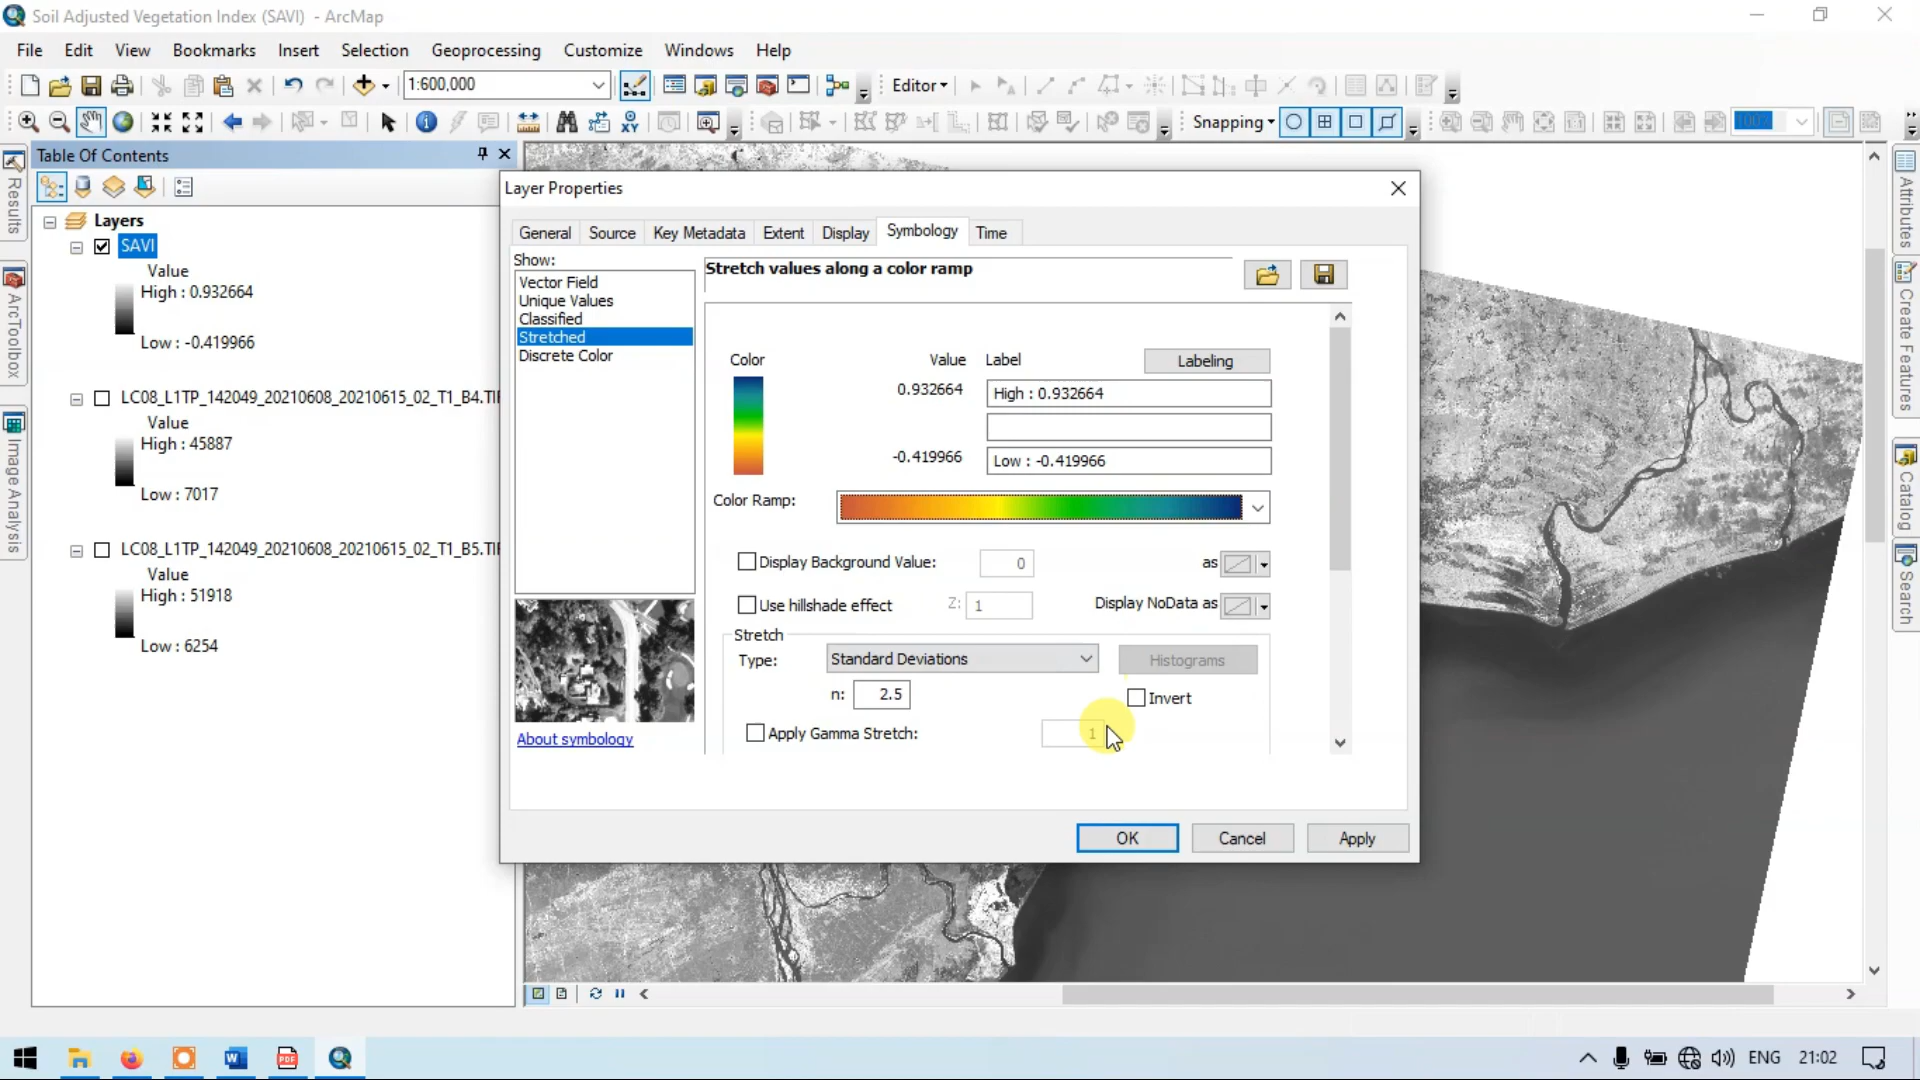 Soil Adjusted Vegetation Index (SAVI) - ArcMap
File Edit View Bookmarks Insert Selection Geoprocessing Customize Windows Help
1:600,000
Editor
Snapping
100%
Table Of Contents
Results
ArcToolbox
Image Analysis
Layers
SAVI
Value
High : 0.932664
Low : -0.419966
LC08_L1TP_142049_20210608_20210615_02_T1_B4.TIF
Value
High : 45887
Low : 7017
LC08_L1TP_142049_20210608_20210615_02_T1_B5.TIF
Value
High : 51918
Low : 6254
Layer Properties
General Source Key Metadata Extent Display Symbology Time
Show:
Vector Field
Unique Values
Classified
Stretched
Discrete Color
About symbology
Stretch values along a color ramp
Color Value Label Labeling
0.932664 High : 0.932664
-0.419966 Low : -0.419966
Color Ramp:
Display Background Value: 0 as
Use hillshade effect Z: 1 Display NoData as
Stretch
Type: Standard Deviations Histograms
n: 2.5 Invert
Apply Gamma Stretch: 1
OK Cancel Apply
Attributes
Create Features
Catalog
Search
ENG 21:02